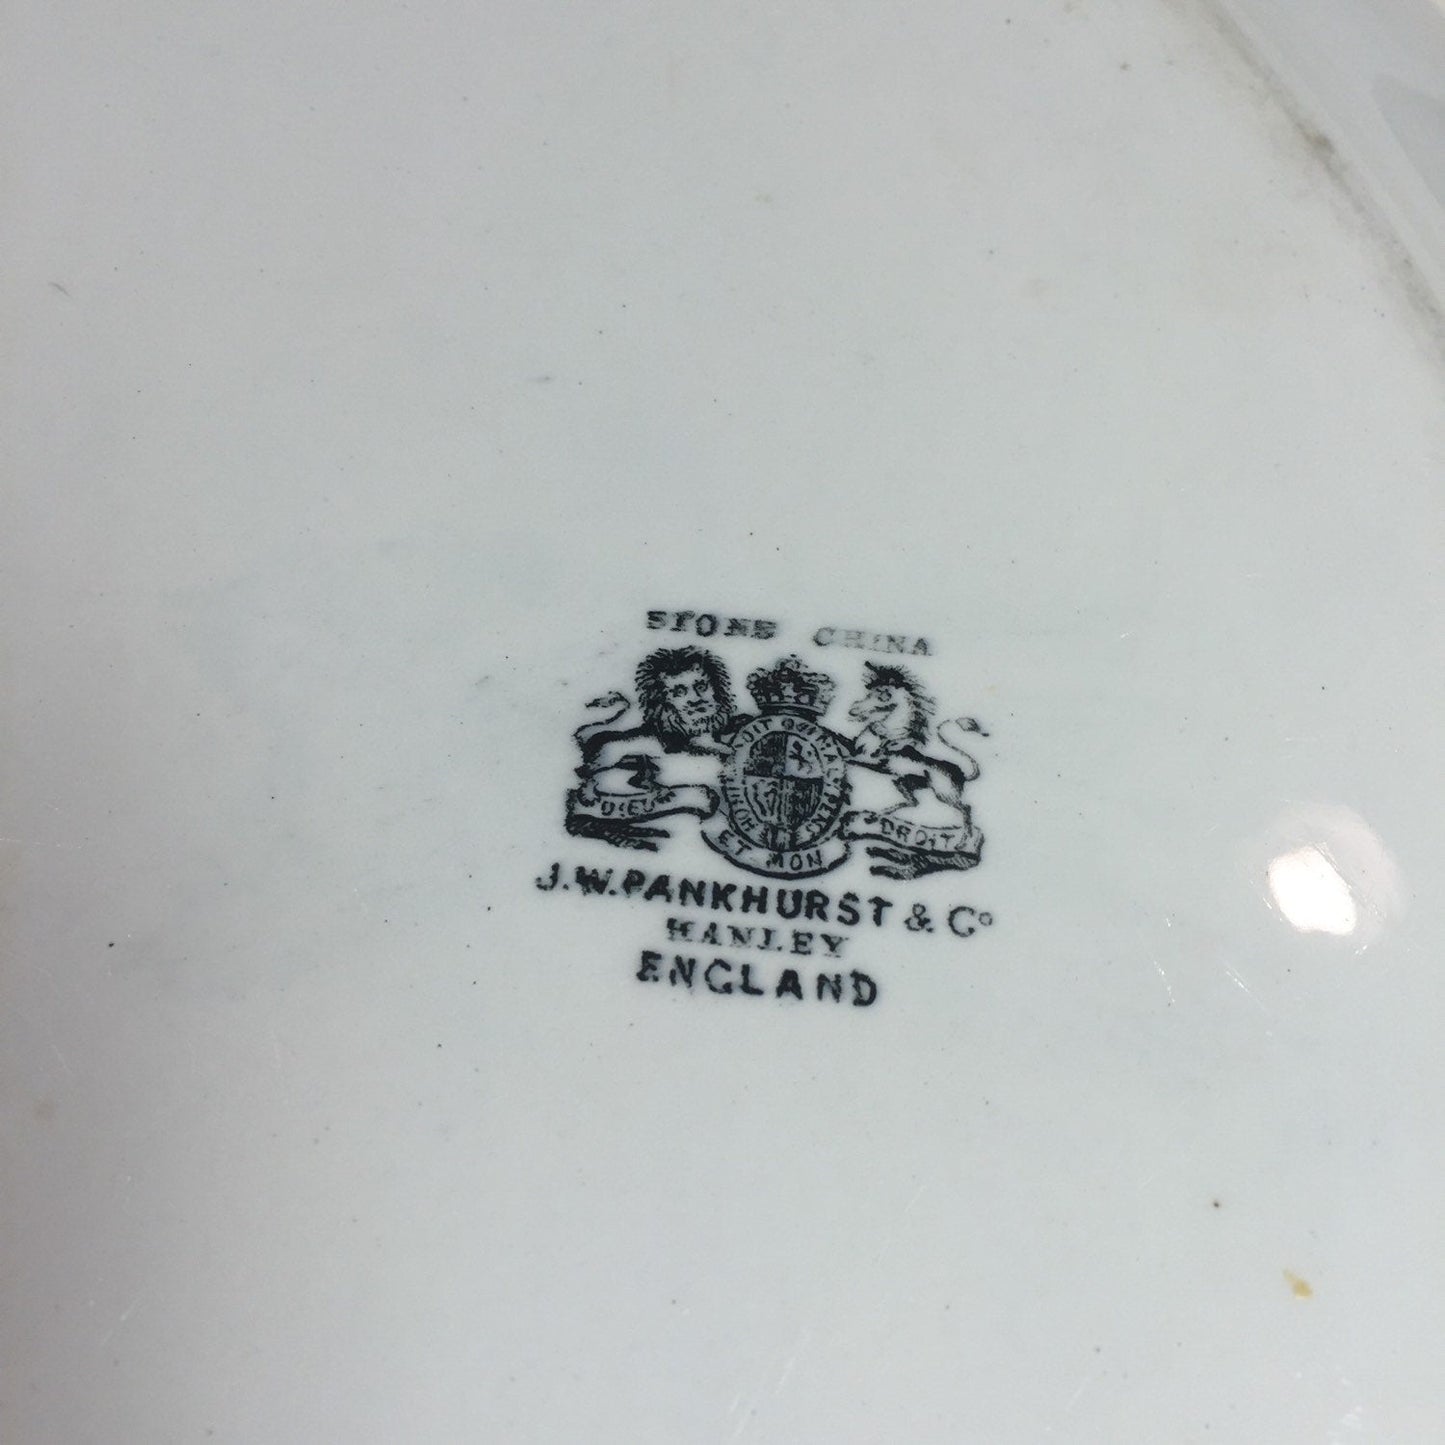 STONE CHINA
DIEU ET MON DROIT
J.W. PANKHURST & Cº
HANLEY
ENGLAND